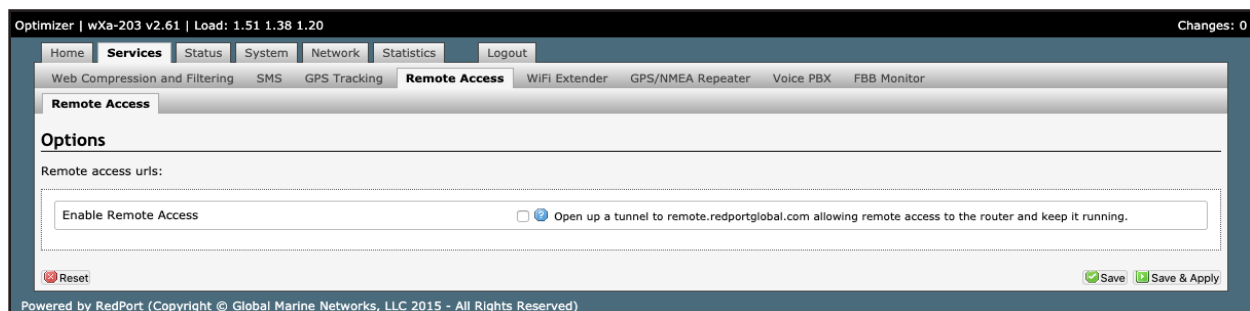 Optimizer | wXa-203 v2.61 | Load: 1.51 1.38 1.20 Changes: 0
Home Services Status System Network Statistics Logout
Web Compression and Filtering SMS GPS Tracking Remote Access WiFi Extender GPS/NMEA Repeater Voice PBX FBB Monitor
Remote Access
Options
Remote access urls:
Enable Remote Access Open up a tunnel to remote.redportglobal.com allowing remote access to the router and keep it running.
Reset Save Save & Apply
Powered by RedPort (Copyright © Global Marine Networks, LLC 2015 - All Rights Reserved)